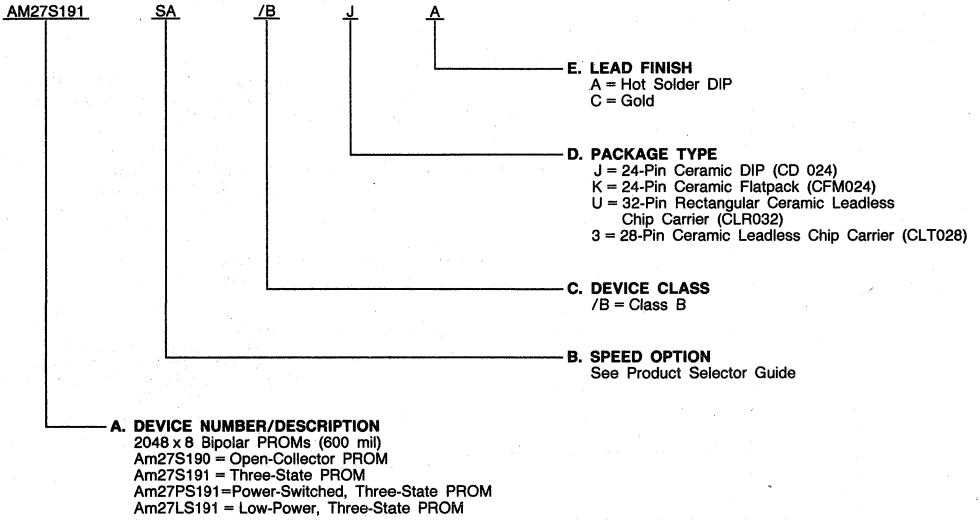 AM27S191 SA /B J A
E. LEAD FINISH
A = Hot Solder DIP
C = Gold
D. PACKAGE TYPE
J = 24-Pin Ceramic DIP (CD 024)
K = 24-Pin Ceramic Flatpack (CFM024)
U = 32-Pin Rectangular Ceramic Leadless
Chip Carrier (CLR032)
3 = 28-Pin Ceramic Leadless Chip Carrier (CLT028)
C. DEVICE CLASS
/B = Class B
B. SPEED OPTION
See Product Selector Guide
A. DEVICE NUMBER/DESCRIPTION
2048 x 8 Bipolar PROMs (600 mil)
Am27S190 = Open-Collector PROM
Am27S191 = Three-State PROM
Am27PS191=Power-Switched, Three-State PROM
Am27LS191 = Low-Power, Three-State PROM